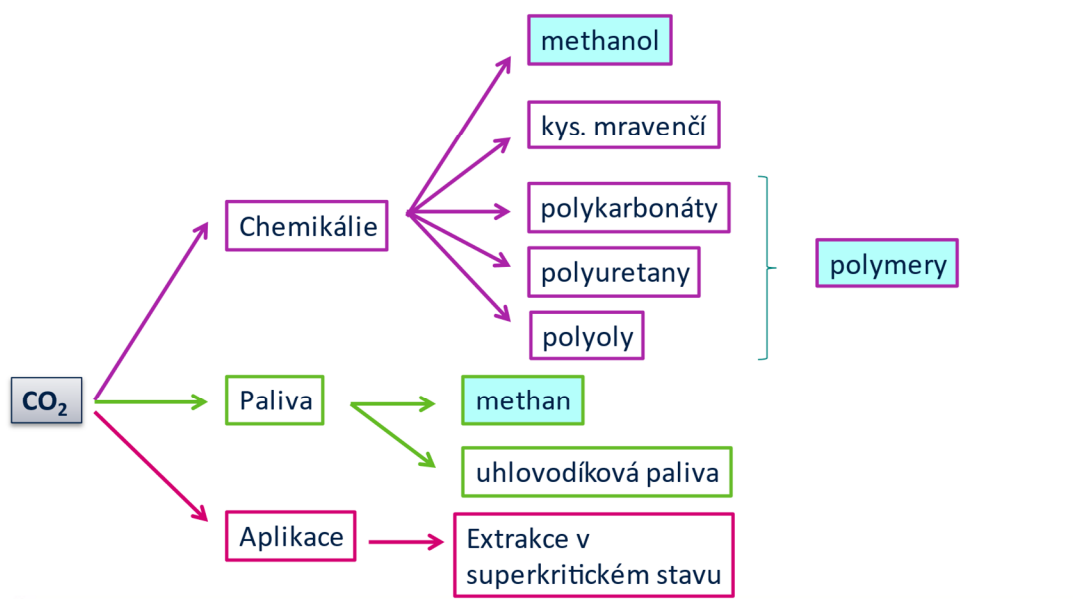 methanol
kys. mravenčí
polykarbonáty
Chemikálie
polyuretany
polymery
polyoly
CO₂
Paliva
methan
uhlovodíková paliva
Aplikace
Extrakce v
superkritickém stavu